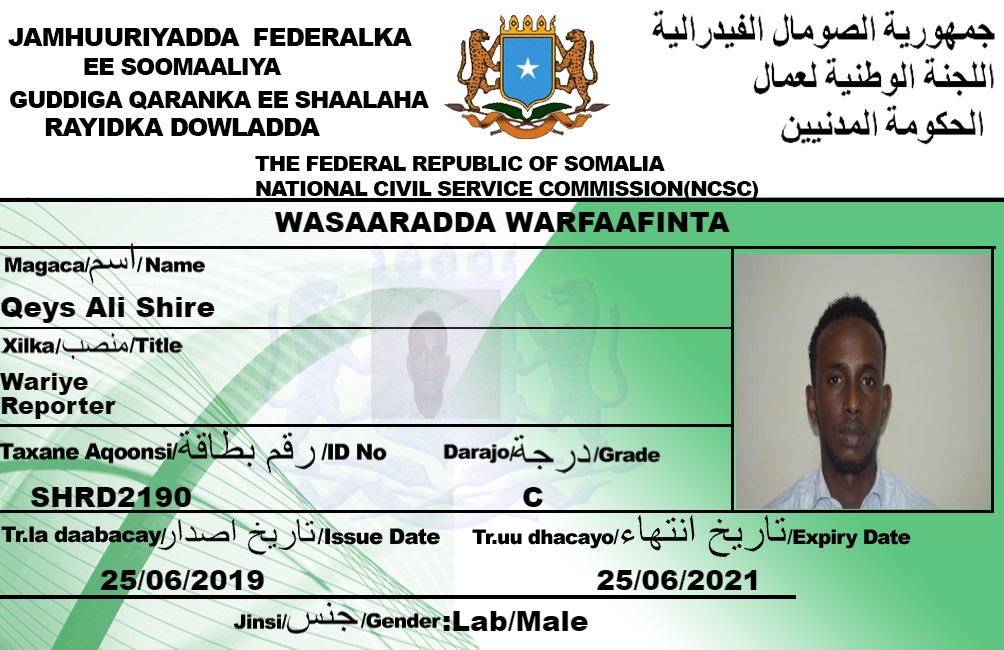 JAMHUURIYADDA FEDERALKA
EE SOOMAALIYA
GUDDIGA QARANKA EE SHAALAHA
RAYIDKA DOWLADDA
جمهورية الصومال الفيدرالية
اللجنة الوطنية لعمال
الحكومة المدنيين
THE FEDERAL REPUBLIC OF SOMALIA
NATIONAL CIVIL SERVICE COMMISSION(NCSC)
WASAARADDA WARFAAFINTA
Magaca/اسم/Name
Qeys Ali Shire
Xilka/منصب/Title
Wariye
Reporter
Taxane Aqoonsi/رقم بطاقة/ID No
SHRD2190
Darajo/درجة/Grade
C
Tr.la daabacay/تاريخ اصدار/Issue Date
25/06/2019
Tr.uu dhacayo/تاريخ انتهاء/Expiry Date
25/06/2021
Jinsi/جنس/Gender:Lab/Male